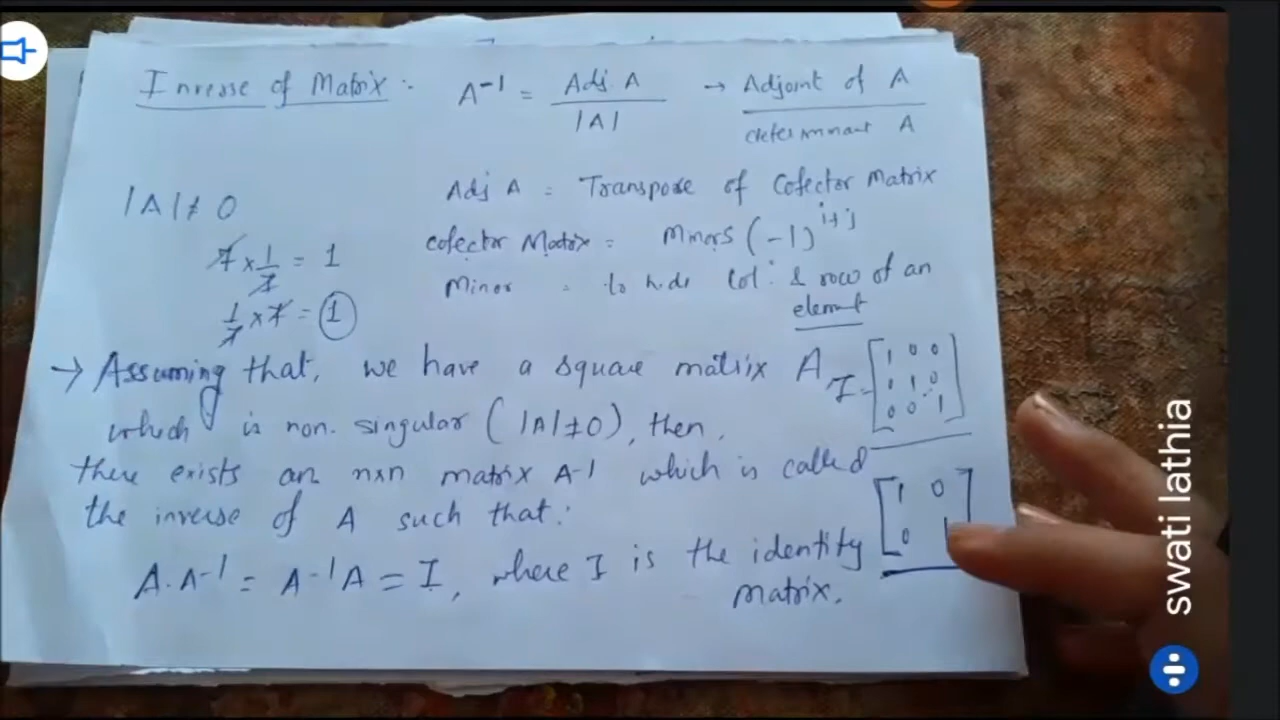 Inverse of Matrix :
A-1 = Adj. A / |A| → Adjoint of A / determinant A
|A| ≠ 0
Adj A = Transpose of Cofector Matrix
7 x 1/7 = 1
cofector Matrix = Minors (-1) i+j
1/7 x 7 = 1
Minor = to hide Col. & row of an
element
→ Assuming that, we have a square matrix A
which is non. singular ( |A| ≠ 0), then,
there exists an nxn matrix A-1 which is called
the inverse of A such that:
A. A-1 = A-1 A = I, where I is the identity
matrix.
I = [ 1 0 0
0 1 0
0 0 1 ]
[ 1 0
0 1 ]
swati lathia